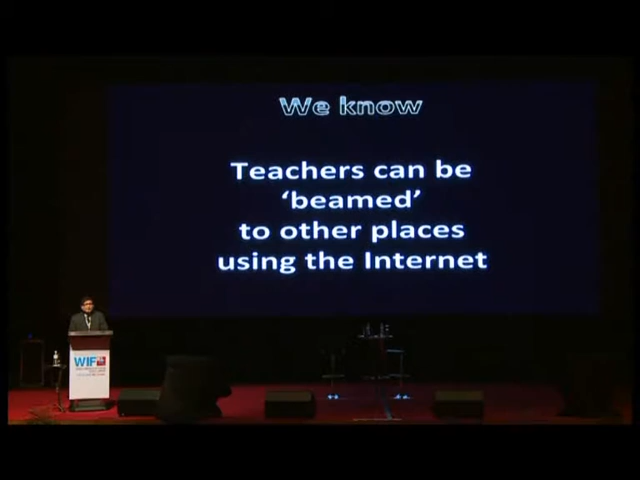 We know
Teachers can be
‘beamed’
to other places
using the Internet
WIF